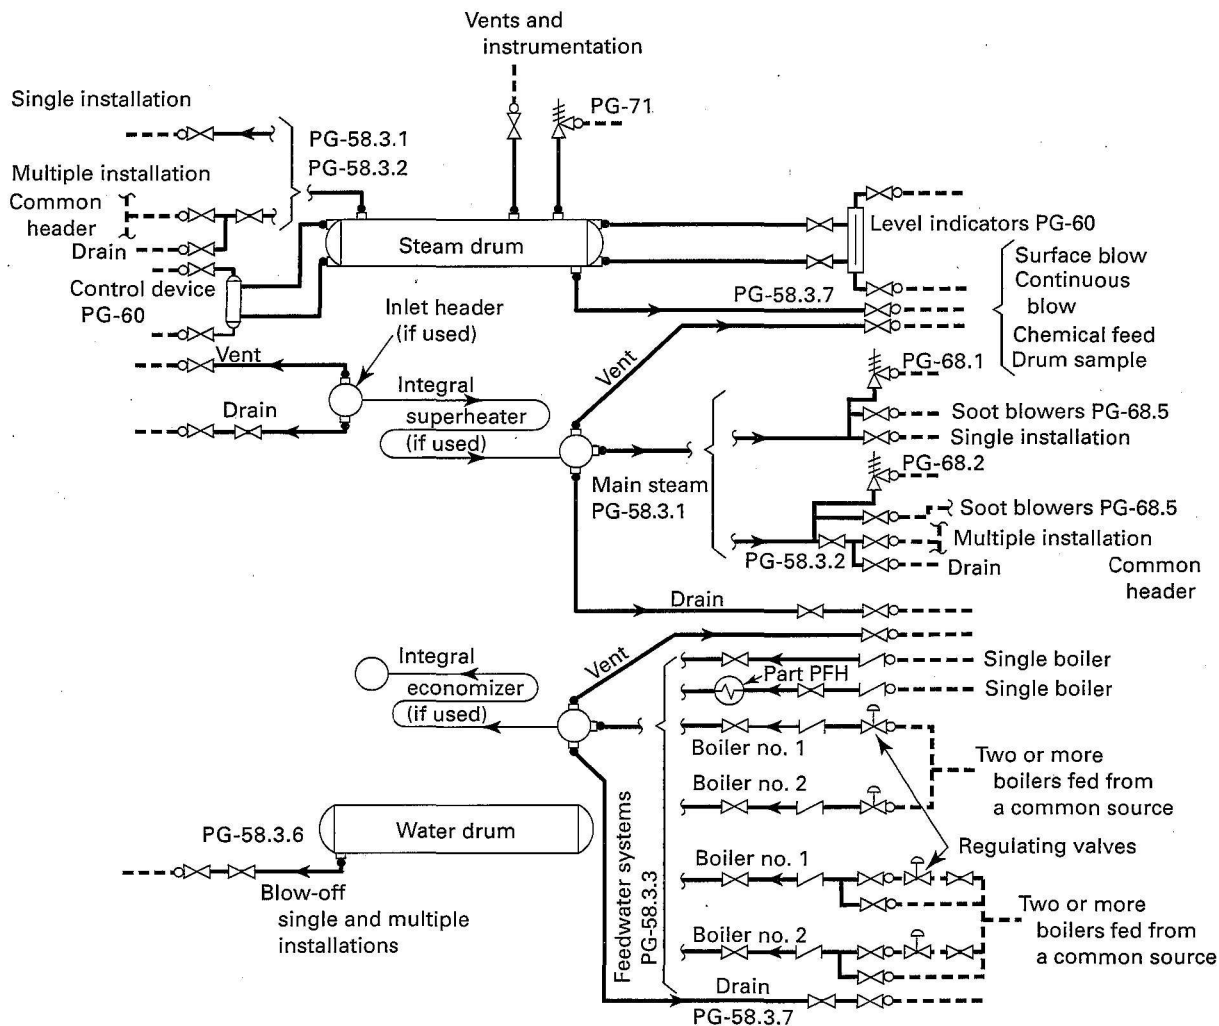 Vents and
instrumentation
Single installation
PG-71
PG-58.3.1
PG-58.3.2
Multiple installation
Common
header
Drain
Steam drum
Level indicators PG-60
Control device
PG-60
Inlet header
(if used)
PG-58.3.7
Surface blow
Continuous
blow
Chemical feed
Drum sample
Vent
Vent
Integral
superheater
(if used)
Drain
PG-68.1
Soot blowers PG-68.5
Single installation
PG-68.2
Main steam
PG-58.3.1
Soot blowers PG-68.5
Multiple installation
PG-58.3.2
Drain
Common
header
Drain
Vent
Integral
economizer
(if used)
Single boiler
Part PFH
Single boiler
Boiler no. 1
Two or more
boilers fed from
a common source
Boiler no. 2
Water drum
PG-58.3.6
Blow-off
single and multiple
installations
Feedwater systems
PG-58.3.3
Regulating valves
Boiler no. 1
Two or more
boilers fed from
a common source
Boiler no. 2
Drain
PG-58.3.7